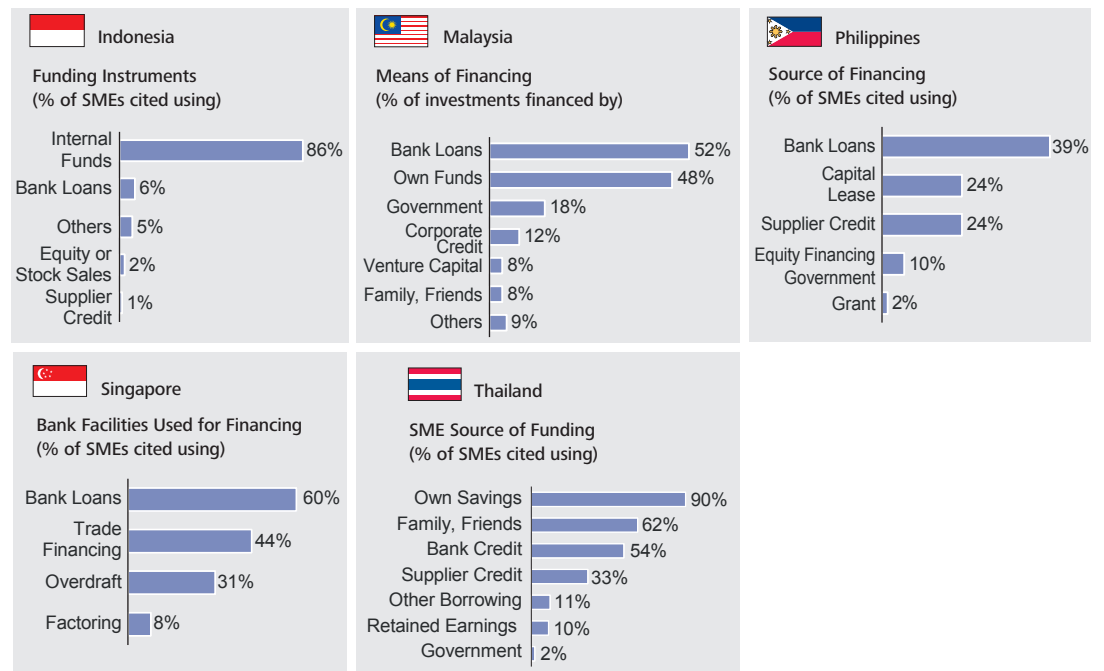 Indonesia
Funding Instruments
(% of SMEs cited using)
Internal
Funds
86%
Bank Loans
6%
Others
5%
Equity or
Stock Sales
2%
Supplier
Credit
1%
Malaysia
Means of Financing
(% of investments financed by)
Bank Loans
52%
Own Funds
48%
Government
18%
Corporate
Credit
12%
Venture Capital
8%
Family, Friends
8%
Others
9%
Philippines
Source of Financing
(% of SMEs cited using)
Bank Loans
39%
Capital
Lease
24%
Supplier Credit
24%
Equity Financing
Government
10%
Grant
2%
Singapore
Bank Facilities Used for Financing
(% of SMEs cited using)
Bank Loans
60%
Trade
Financing
44%
Overdraft
31%
Factoring
8%
Thailand
SME Source of Funding
(% of SMEs cited using)
Own Savings
90%
Family, Friends
62%
Bank Credit
54%
Supplier Credit
33%
Other Borrowing
11%
Retained Earnings
10%
Government
2%